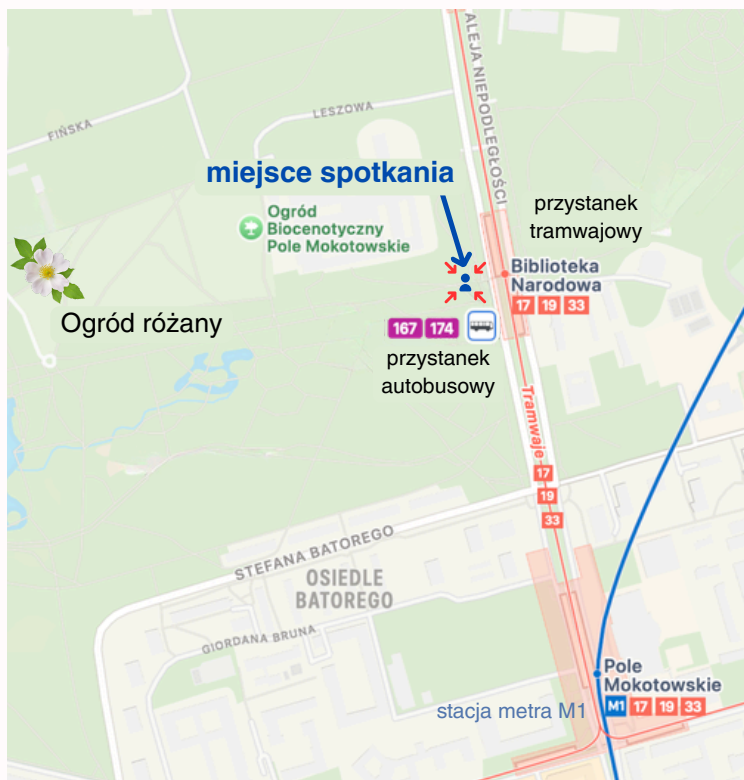 ALEJA NIEPODLEGŁOŚCI
LESZOWA
FIŃSKA
miejsce spotkania
przystanek
tramwajowy
Ogród
Biocenotyczny
Pole Mokotowskie
Biblioteka
Narodowa
17 19 33
Ogród różany
167 174
przystanek
autobusowy
Tramwaje
17
19
33
STEFANA BATOREGO
OSIEDLE
BATOREGO
GIORDANA BRUNA
Pole
Mokotowskie
M1 17 19 33
stacja metra M1